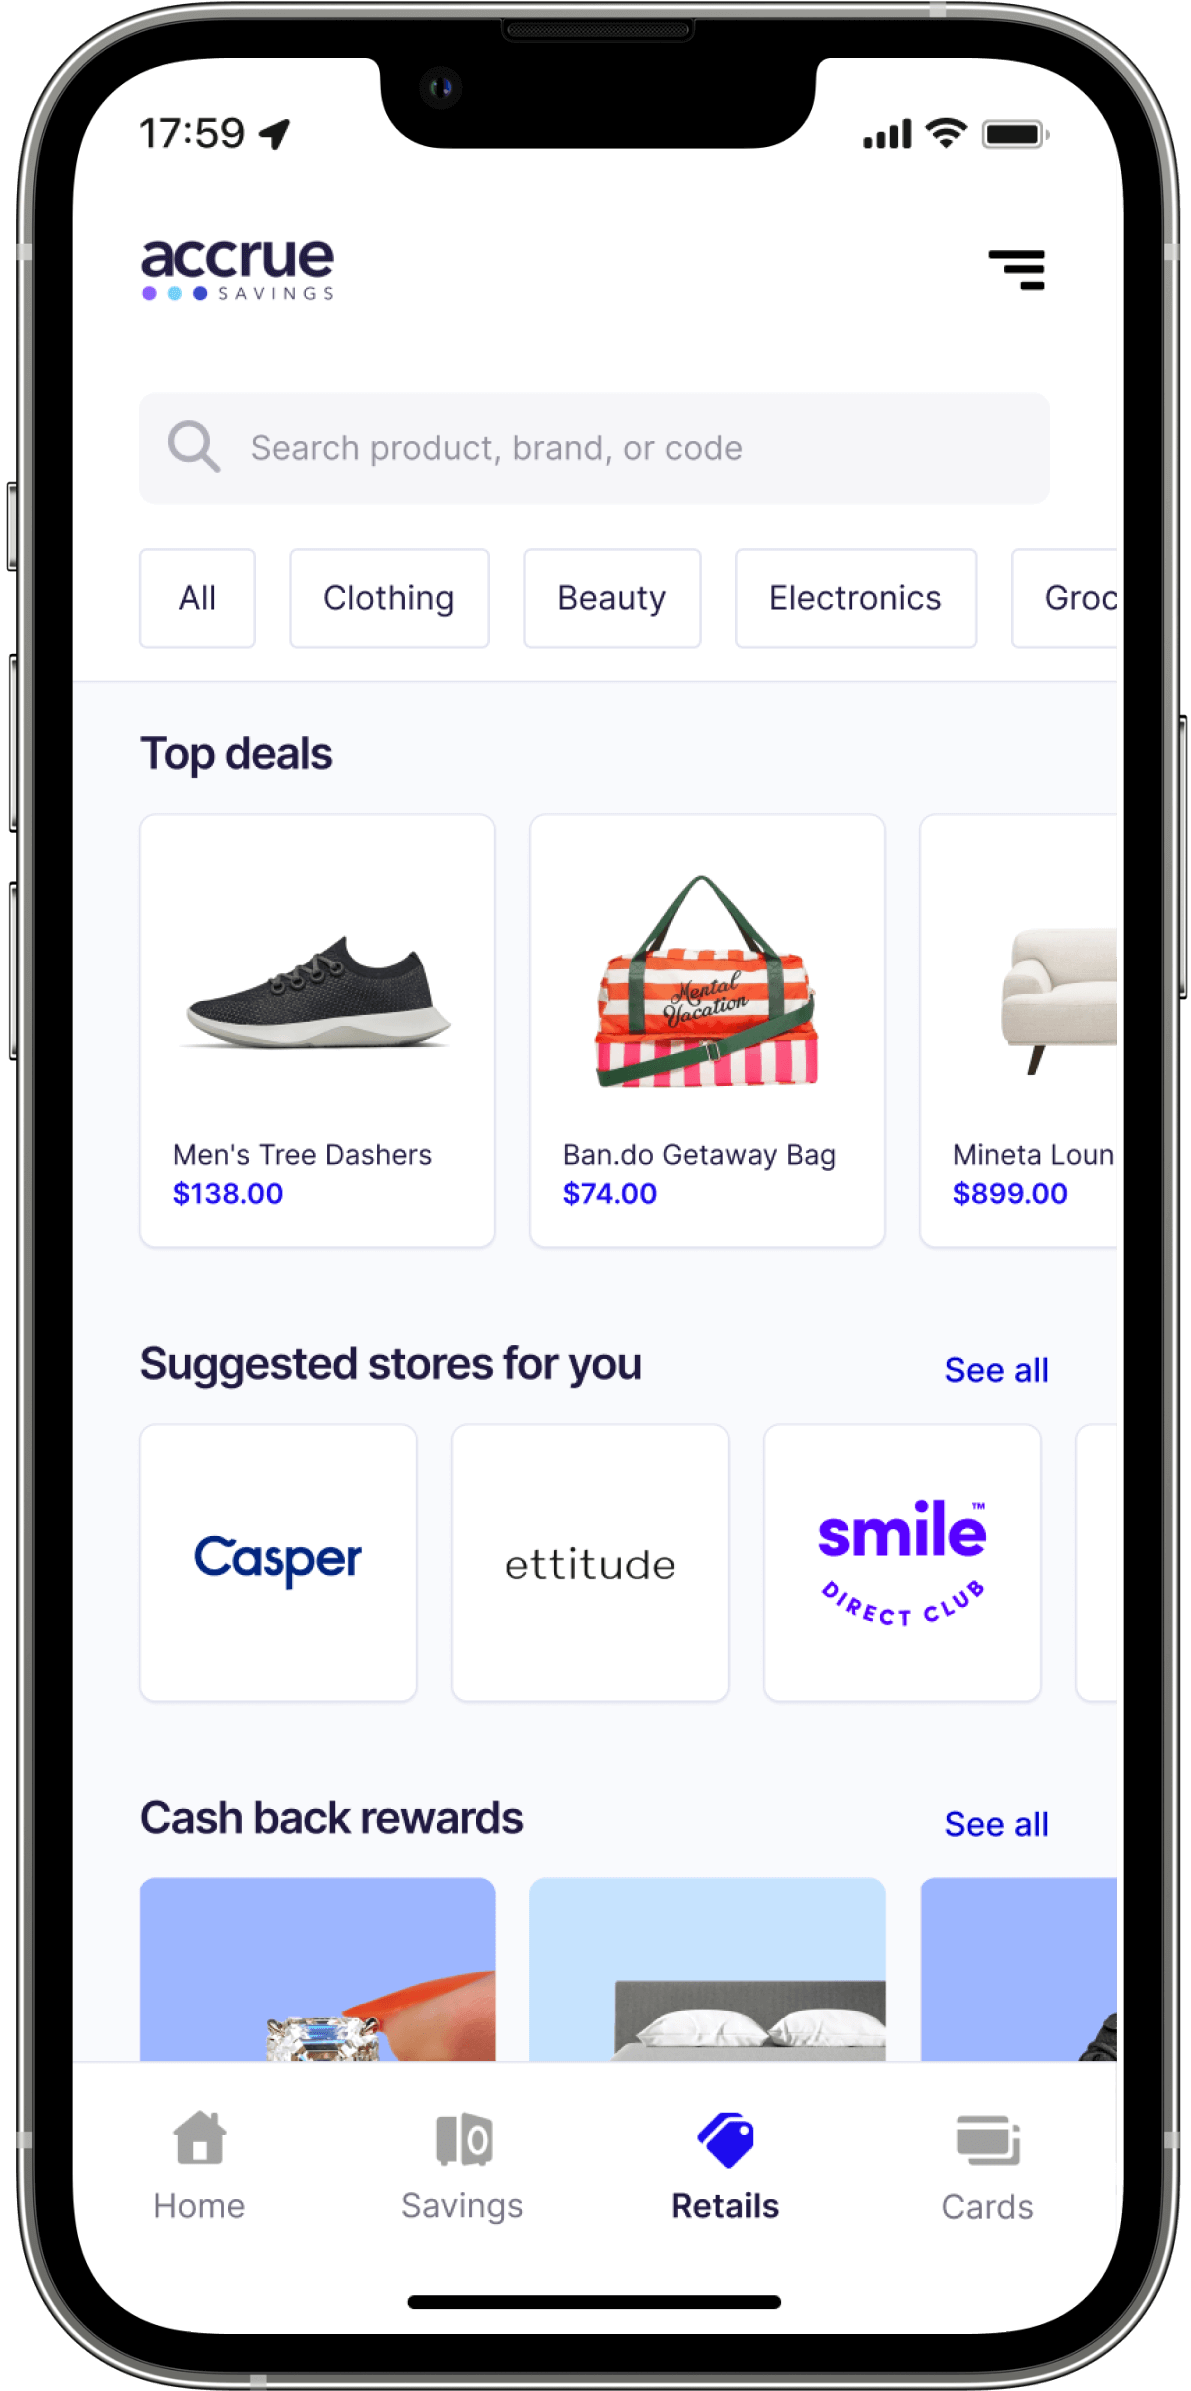 17:59
accrue
SAVINGS
Search product, brand, or code
All Clothing Beauty Electronics Groc
Top deals
Mental
Vacation
Men's Tree Dashers Ban.do Getaway Bag Mineta Loun
$138.00 $74.00 $899.00
Suggested stores for you See all
Casper ettitude smile™
DIRECT CLUB
Cash back rewards See all
Home Savings Retails Cards